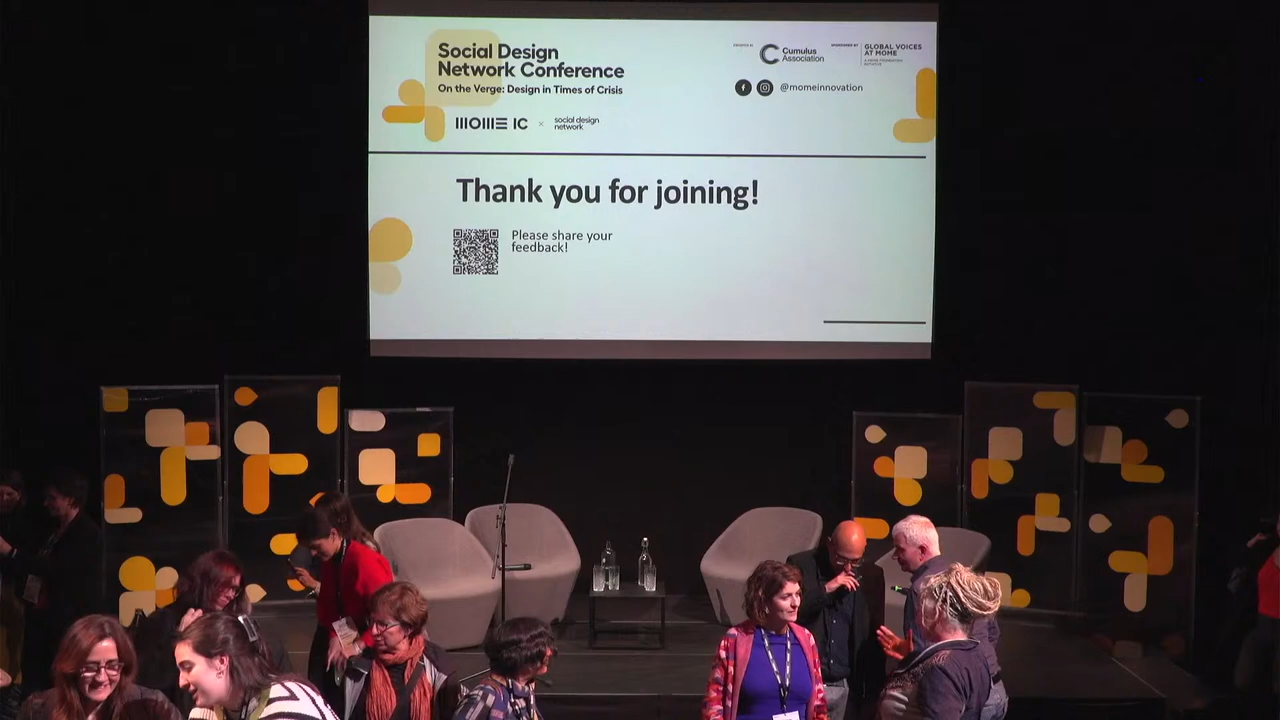 Social Design
Network Conference
On the Verge: Design in Times of Crisis
MOME IC × social design
network
Cumulus
Association
GLOBAL VOICES
AT MOME
@momeinnovation
Thank you for joining!
Please share your
feedback!